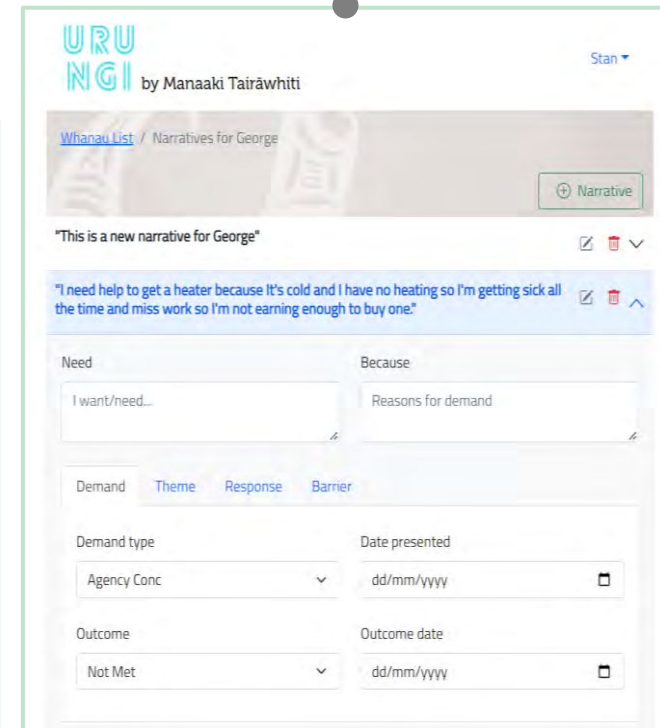 URU
NGI by Manaaki Tairāwhiti
Stan
Whanau List / Narratives for George
Narrative
"This is a new narrative for George"
"I need help to get a heater because It's cold and I have no heating so I'm getting sick all
the time and miss work so I'm not earning enough to buy one."
Need Because
I want/need... Reasons for demand
Demand Theme Response Barrier
Demand type Date presented
Agency Conc dd/mm/yyyy
Outcome Outcome date
Not Met dd/mm/yyyy